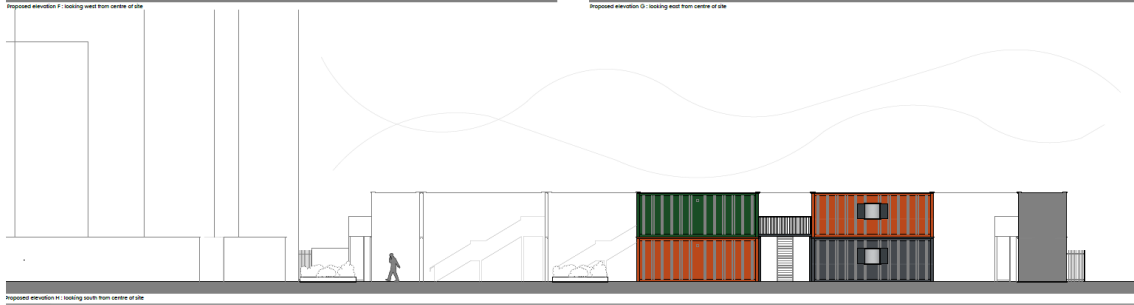 Proposed elevation F : looking west from centre of site
Proposed elevation G : looking east from centre of site
Proposed elevation H : looking south from centre of site